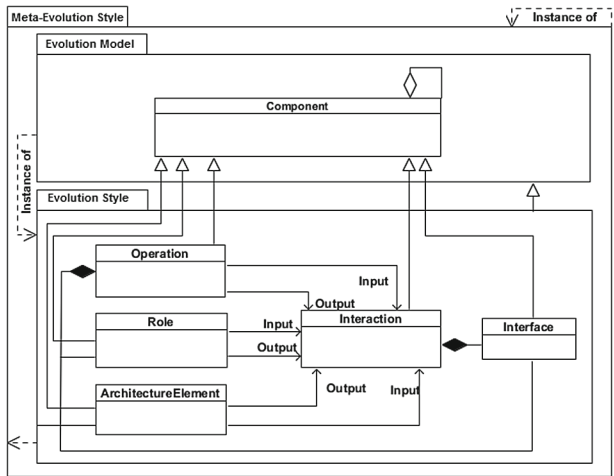 Meta-Evolution Style
Instance of
Evolution Model
Component
Instance of
Evolution Style
Operation
Input
Output
Role
Input
Interaction
Interface
Output
ArchitectureElement
Output
Input